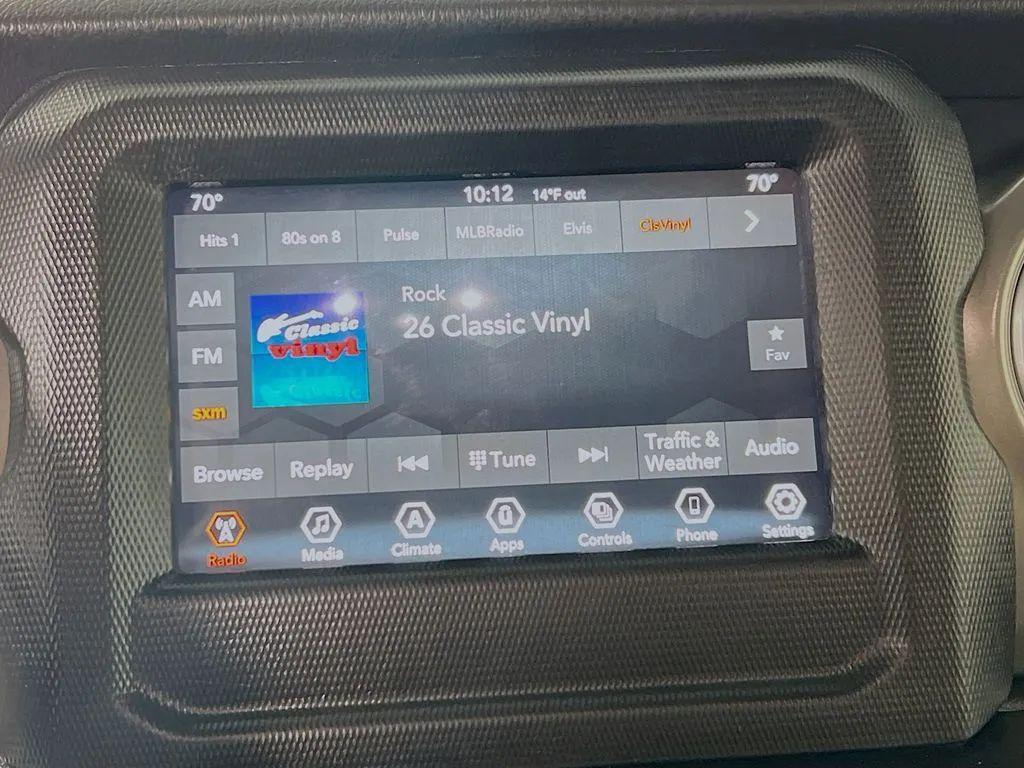 70° 10:12 14°F out 70°
Hits 1 80s on 8 Pulse MLBRadio Elvis ClsVinyl
AM
Rock
26 Classic Vinyl
Classic
vinyl
FM
Fav
sxm
Browse Replay Tune Traffic & Weather Audio
Radio Media Climate Apps Controls Phone Settings